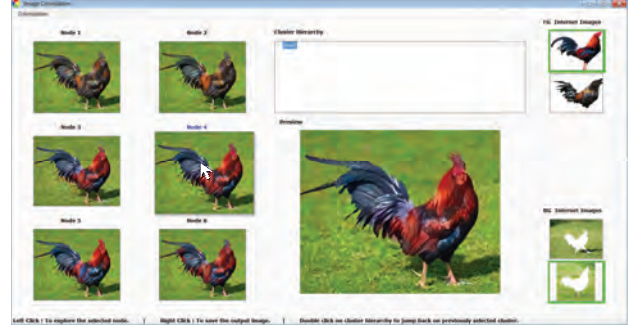 Image Colorization
Colorization
Node 1
Node 2
Cluster Hierarchy
FG Internet Images
Node 3
Node 4
Preview
Node 5
Node 6
BG Internet Images
Left Click : To explore the selected node. | Right Click : To save the output image. | Double click on cluster hierarchy to jump back on previously selected cluster.